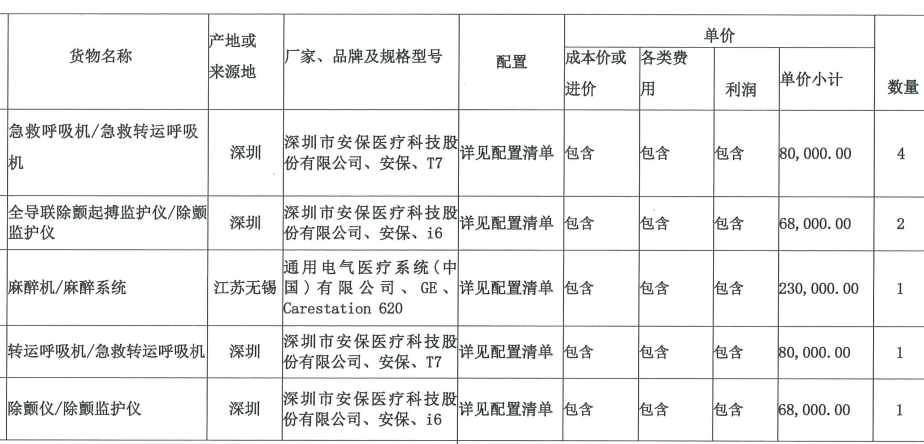 货物名称
产地或
来源地
厂家、品牌及规格型号
配置
单价
成本价或
进价
各类费
用
利润
单价小计
数量
急救呼吸机/急救转运呼吸
机
深圳
深圳市安保医疗科技股
份有限公司、安保、T7
详见配置清单
包含
包含
包含
80,000.00
4
全导联除颤起搏监护仪/除颤
监护仪
深圳
深圳市安保医疗科技股
份有限公司、安保、i6
详见配置清单
包含
包含
包含
68,000.00
2
麻醉机/麻醉系统
江苏无锡
通用电气医疗系统(中
国)有限公司、GE、
Carestation 620
详见配置清单
包含
包含
包含
230,000.00
1
转运呼吸机/急救转运呼吸机
深圳
深圳市安保医疗科技股
份有限公司、安保、T7
详见配置清单
包含
包含
包含
80,000.00
1
除颤仪/除颤监护仪
深圳
深圳市安保医疗科技股
份有限公司、安保、i6
详见配置清单
包含
包含
包含
68,000.00
1